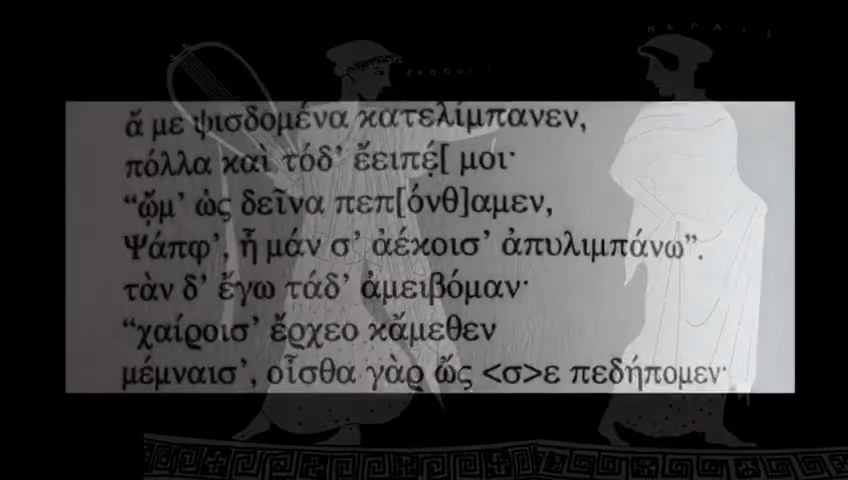 ἄ με ψισδομένα κατελίμπανεν,
πόλλα καὶ τόδ’ ἔειπέ̣[ μοι·
“ᾤμ’ ὠς δεῖνα πεπ[όνθ]αμεν,
Ψάπφ’, ἦ μάν σ’ ἀέκοισ’ ἀπυλιμπάνω”.
τὰν δ’ ἔγω τάδ’ ἀμειβόμαν·
“χαίροισ’ ἔρχεο κἄμεθεν
μέμναισ’, οἶσθα γὰρ ὤς <σ>ε πεδήπομεν·